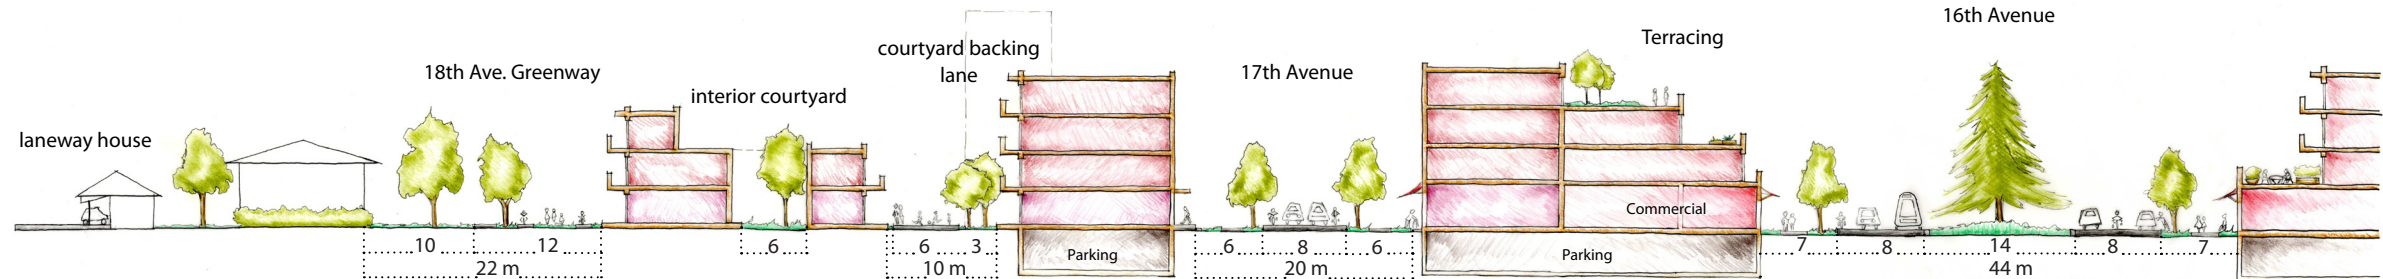 16th Avenue
Terracing
courtyard backing
lane
18th Ave. Greenway
17th Avenue
interior courtyard
laneway house
Commercial
10
12
6
6
3
6
8
6
7
8
14
8
7
Parking
Parking
22 m
10 m
20 m
44 m